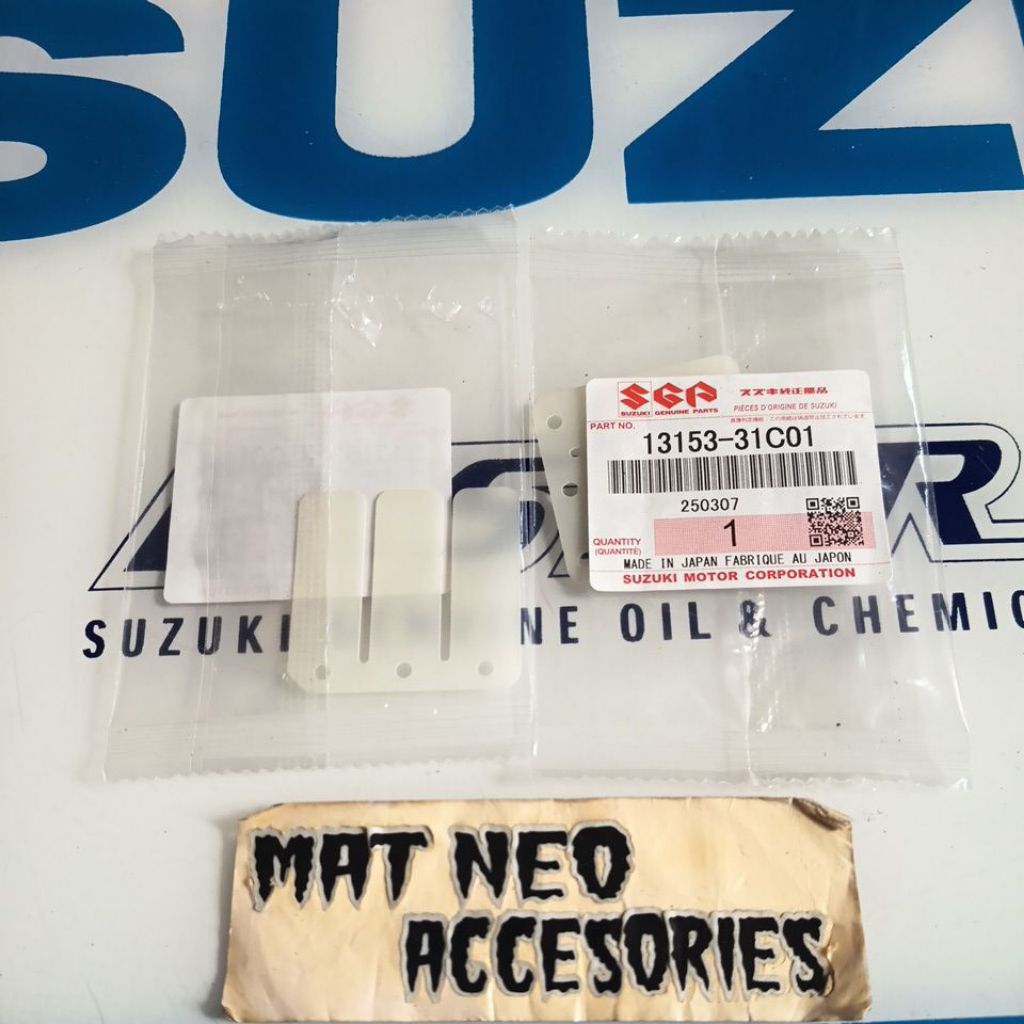 SUZ
SGP
スズキ純正部品
SUZUKI GENUINE PARTS
PIÈCES D'ORIGINE DE SUZUKI
PART NO.
13153-31C01
250307
QUANTITY
(QUANTITÉ)
1
MADE IN JAPAN FABRIQUE AU JAPON
SUZUKI MOTOR CORPORATION
R
SUZUKI NE OIL & CHEMIC
MAT NEO
ACCESORIES